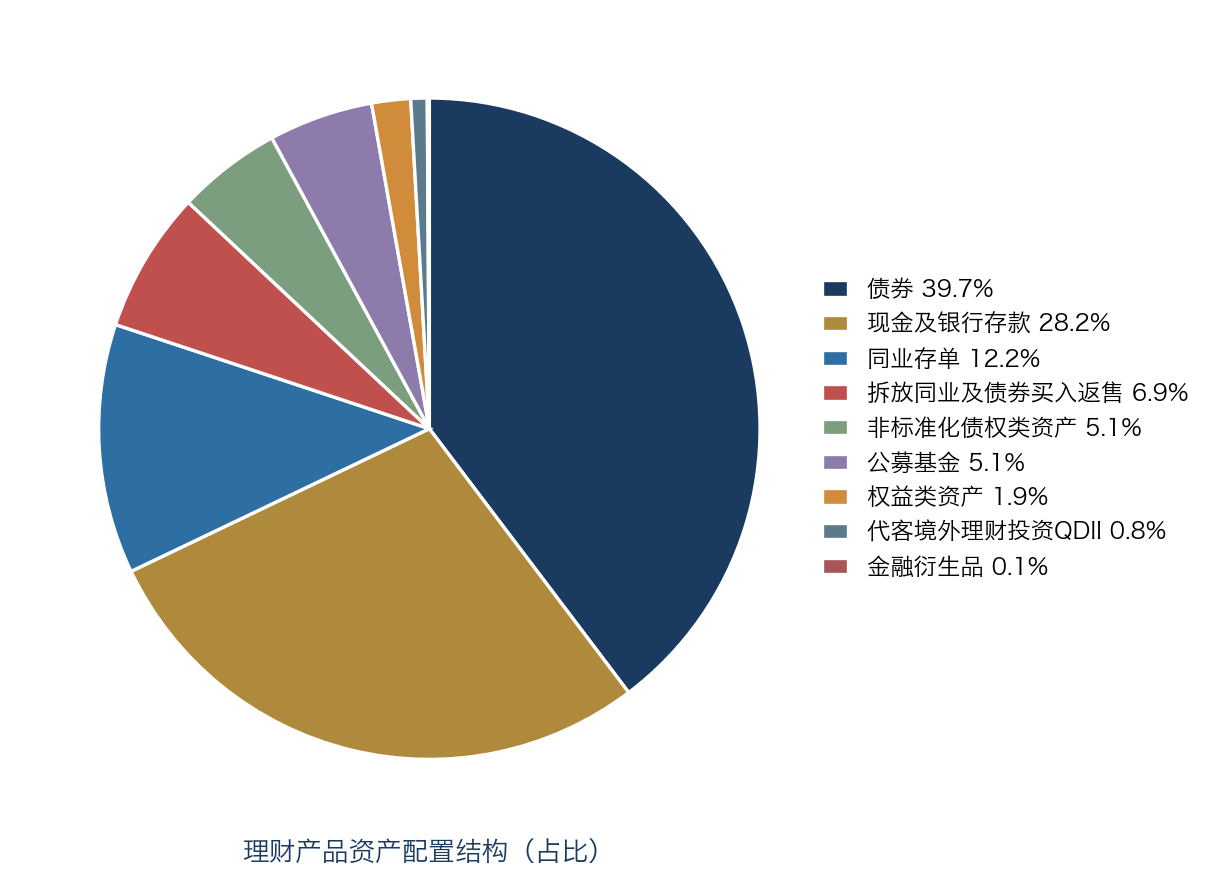 债券 39.7%
现金及银行存款 28.2%
同业存单 12.2%
拆放同业及债券买入返售 6.9%
非标准化债权类资产 5.1%
公募基金 5.1%
权益类资产 1.9%
代客境外理财投资QDII 0.8%
金融衍生品 0.1%
理财产品资产配置结构（占比）